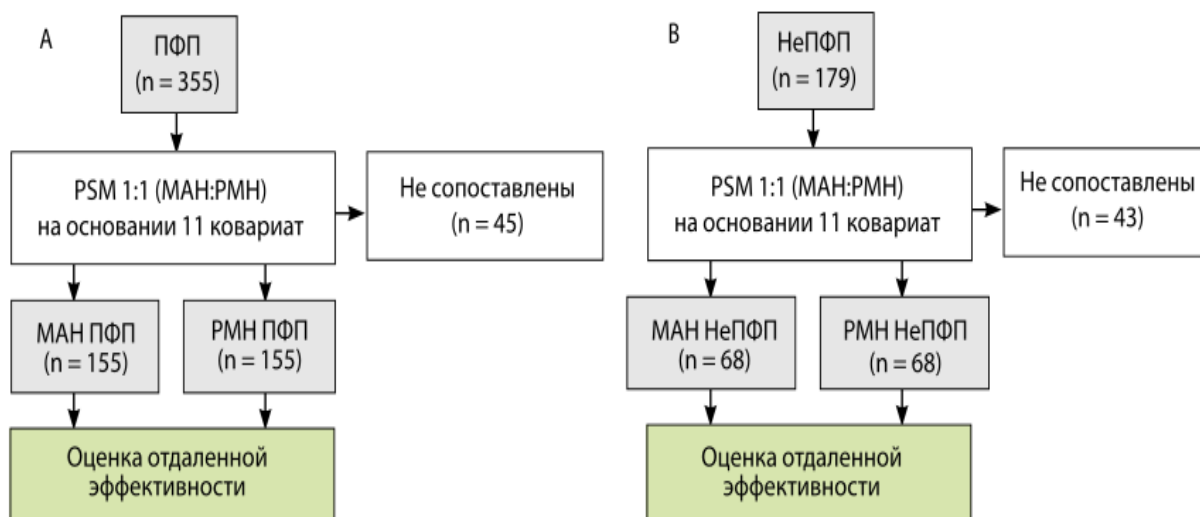 A
ПФП
(n = 355)
PSM 1:1 (МАН:РМН)
на основании 11 ковариат
Не сопоставлены
(n = 45)
МАН ПФП
(n = 155)
РМН ПФП
(n = 155)
Оценка отдаленной
эффективности
B
НеПФП
(n = 179)
PSM 1:1 (МАН:РМН)
на основании 11 ковариат
Не сопоставлены
(n = 43)
МАН НеПФП
(n = 68)
РМН НеПФП
(n = 68)
Оценка отдаленной
эффективности